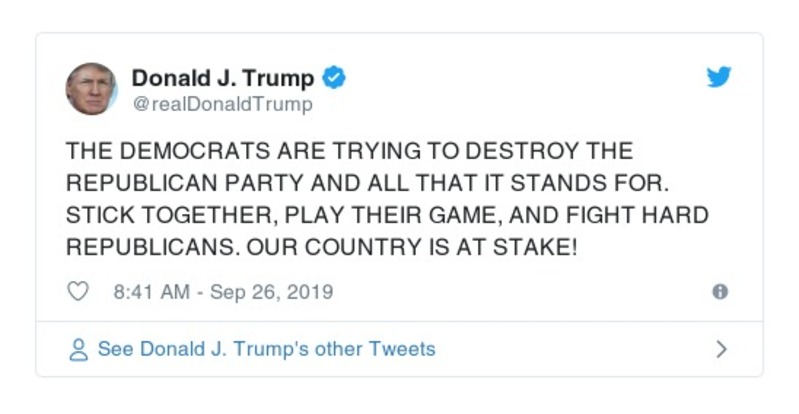 Donald J. Trump
@realDonaldTrump
THE DEMOCRATS ARE TRYING TO DESTROY THE
REPUBLICAN PARTY AND ALL THAT IT STANDS FOR.
STICK TOGETHER, PLAY THEIR GAME, AND FIGHT HARD
REPUBLICANS. OUR COUNTRY IS AT STAKE!
8:41 AM - Sep 26, 2019
See Donald J. Trump's other Tweets